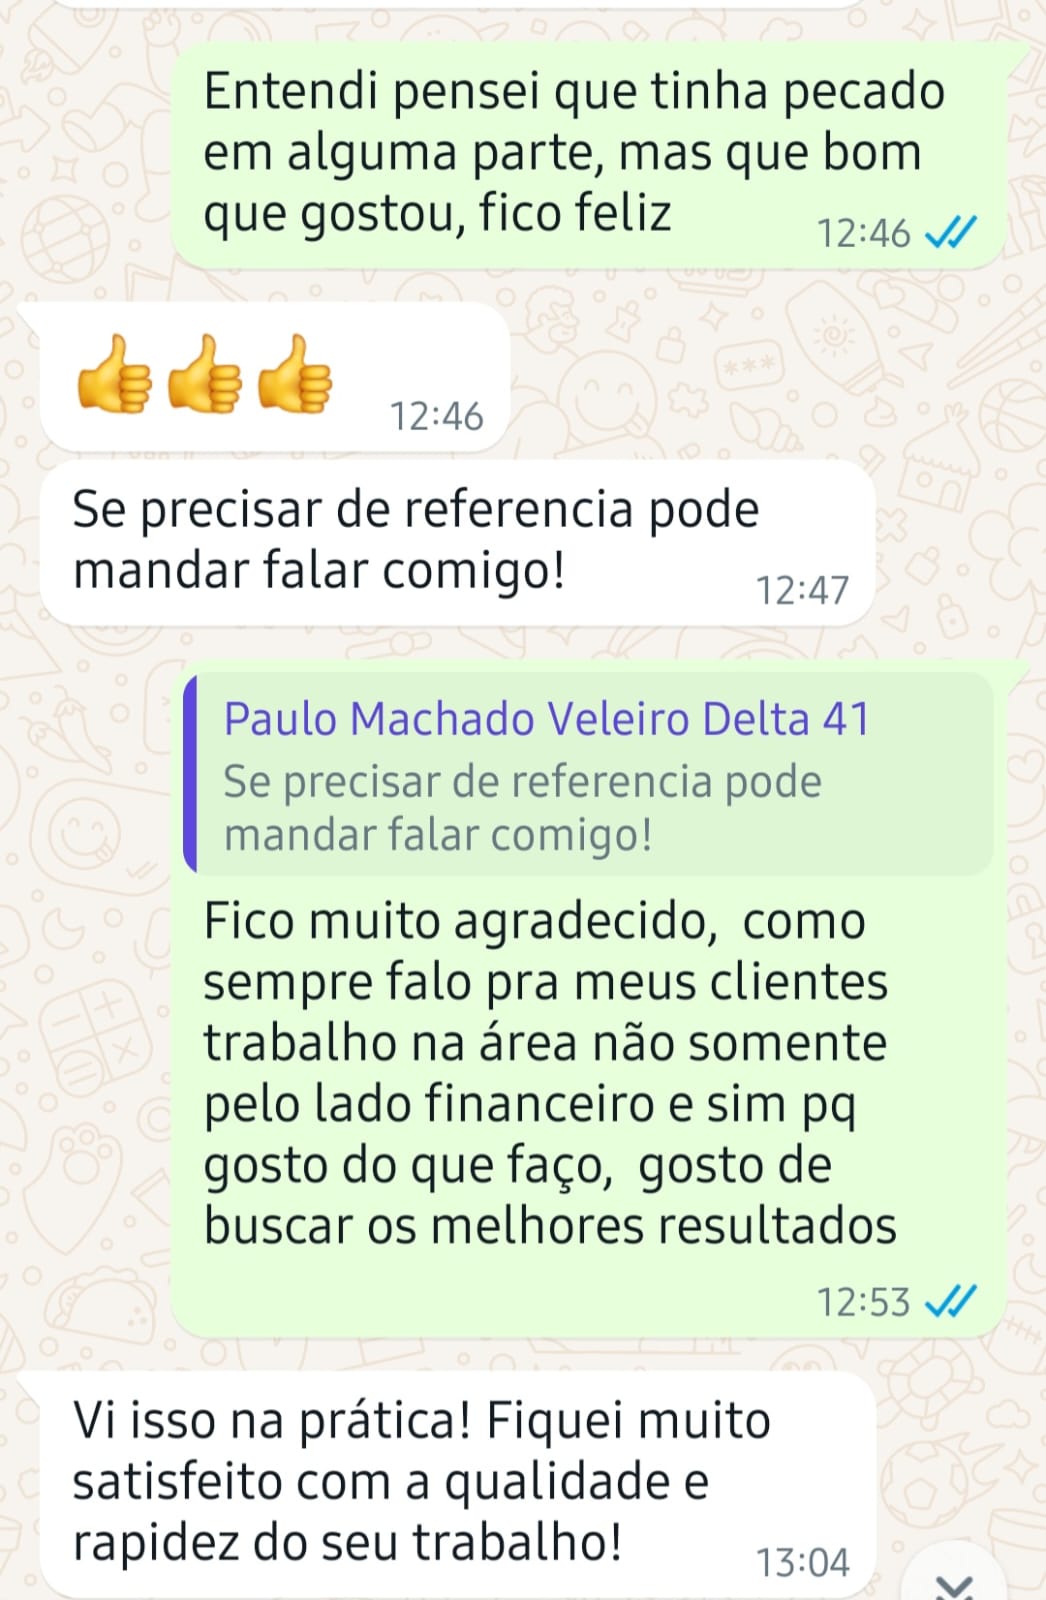 Entendi pensei que tinha pecado
em alguma parte, mas que bom
que gostou, fico feliz
12:46
👍👍👍
12:46
Se precisar de referencia pode
mandar falar comigo!
12:47
Paulo Machado Veleiro Delta 41
Se precisar de referencia pode
mandar falar comigo!
Fico muito agradecido,  como
sempre falo pra meus clientes
trabalho na área não somente
pelo lado financeiro e sim pq
gosto do que faço,  gosto de
buscar os melhores resultados
12:53
Vi isso na prática! Fiquei muito
satisfeito com a qualidade e
rapidez do seu trabalho!
13:04